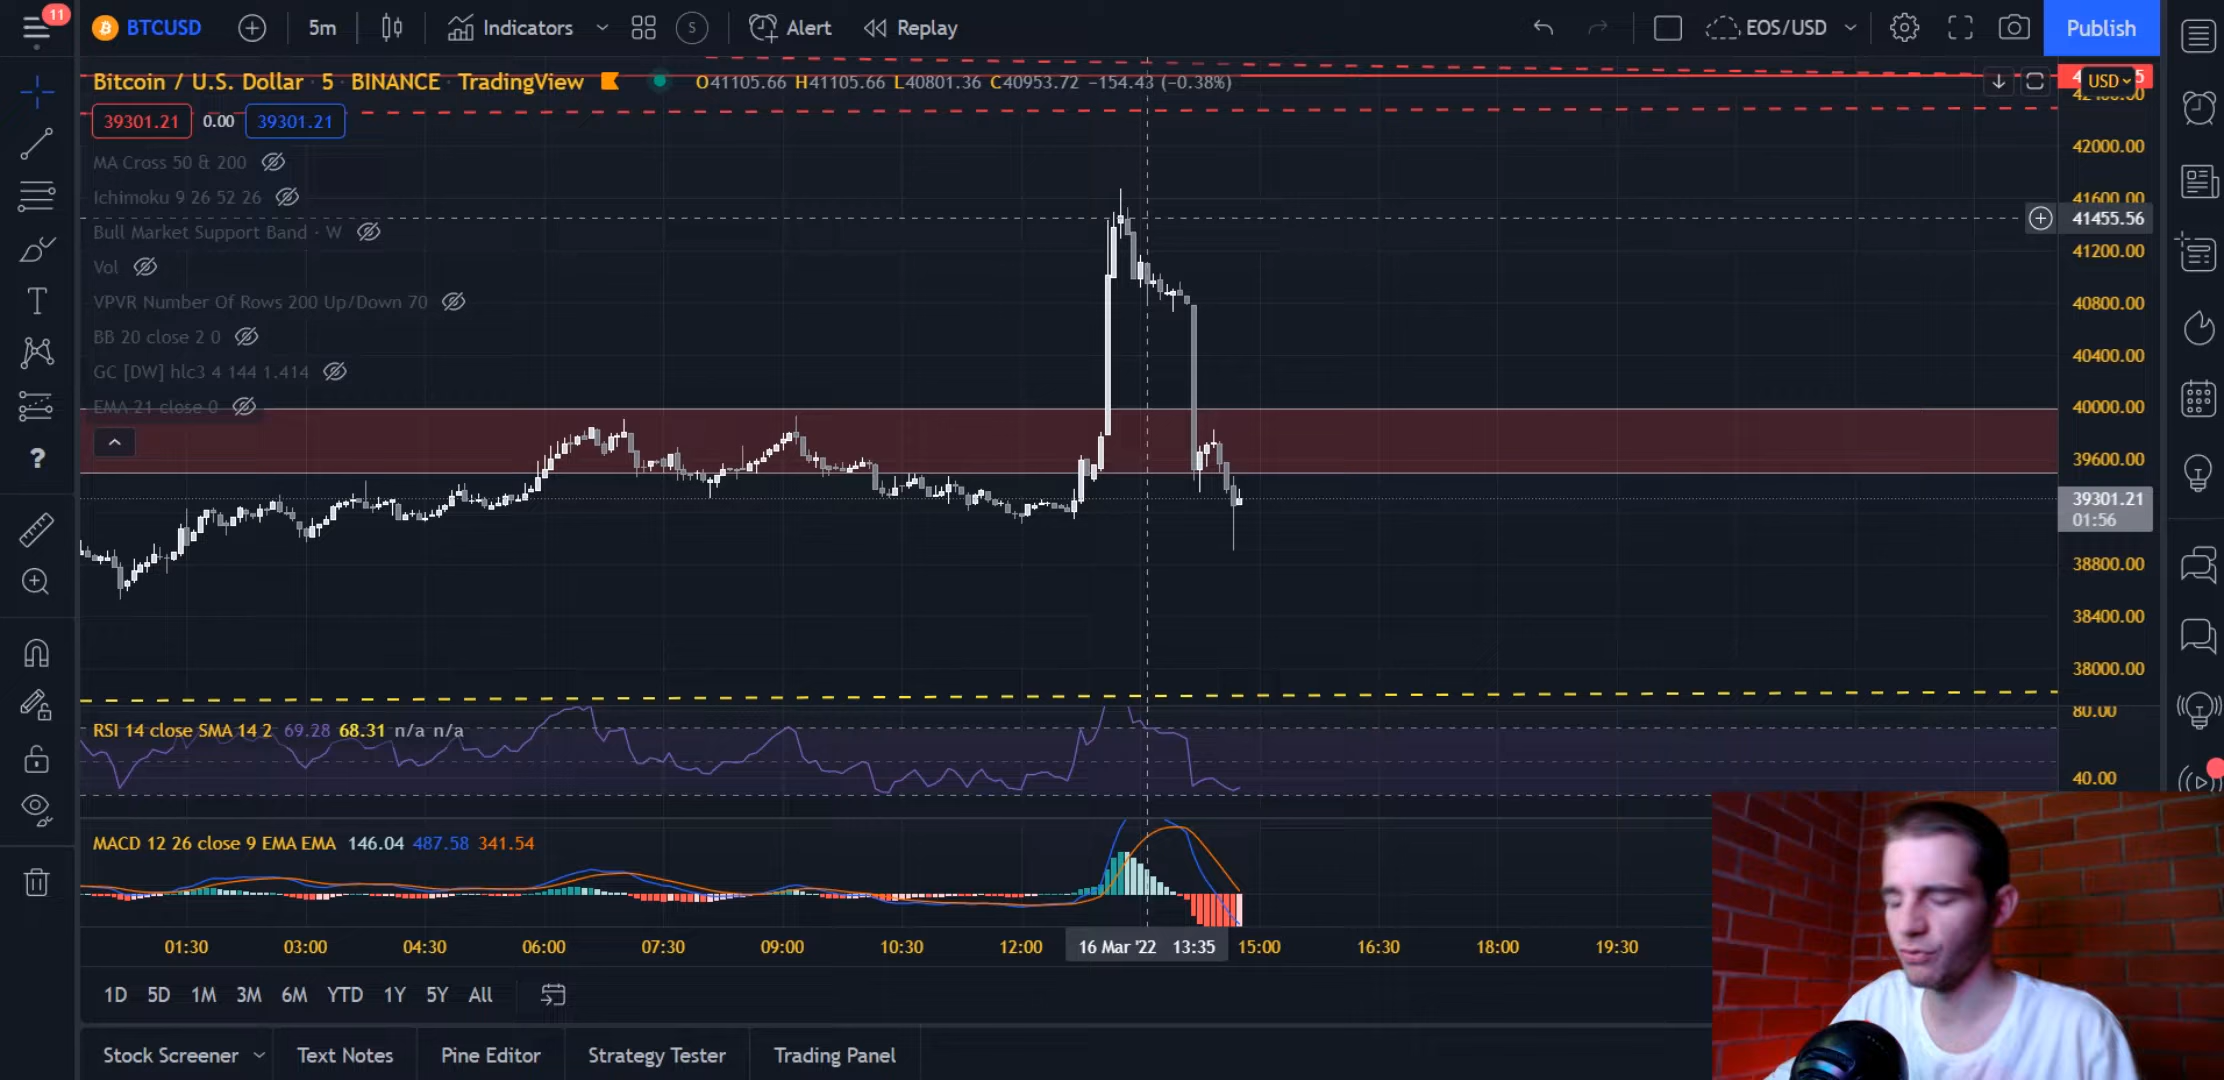 11
BTCUSD 5m Indicators S Alert Replay EOS/USD Publish
Bitcoin / U.S. Dollar · 5 · BINANCE · TradingView O41105.66 H41105.66 L40801.36 C40953.72 −154.43 (−0.38%)
USD
39301.21 0.00 39301.21
MA Cross 50 & 200
Ichimoku 9 26 52 26
Bull Market Support Band · W
Vol
VPVR Number Of Rows 200 Up/Down 70
BB 20 close 2 0
GC [DW] hlc3 4 144 1.414
EMA 21 close 0
42000.00
41600.00
41455.56
41200.00
40800.00
40400.00
40000.00
39600.00
39301.21
01:56
38800.00
38400.00
38000.00
RSI 14 close SMA 14 2 69.28 68.31 n/a n/a
80.00
40.00
MACD 12 26 close 9 EMA EMA 146.04 487.58 341.54
01:30 03:00 04:30 06:00 07:30 09:00 10:30 12:00 16 Mar '22 13:35 15:00 16:30 18:00 19:30
1D 5D 1M 3M 6M YTD 1Y 5Y All
Stock Screener Text Notes Pine Editor Strategy Tester Trading Panel